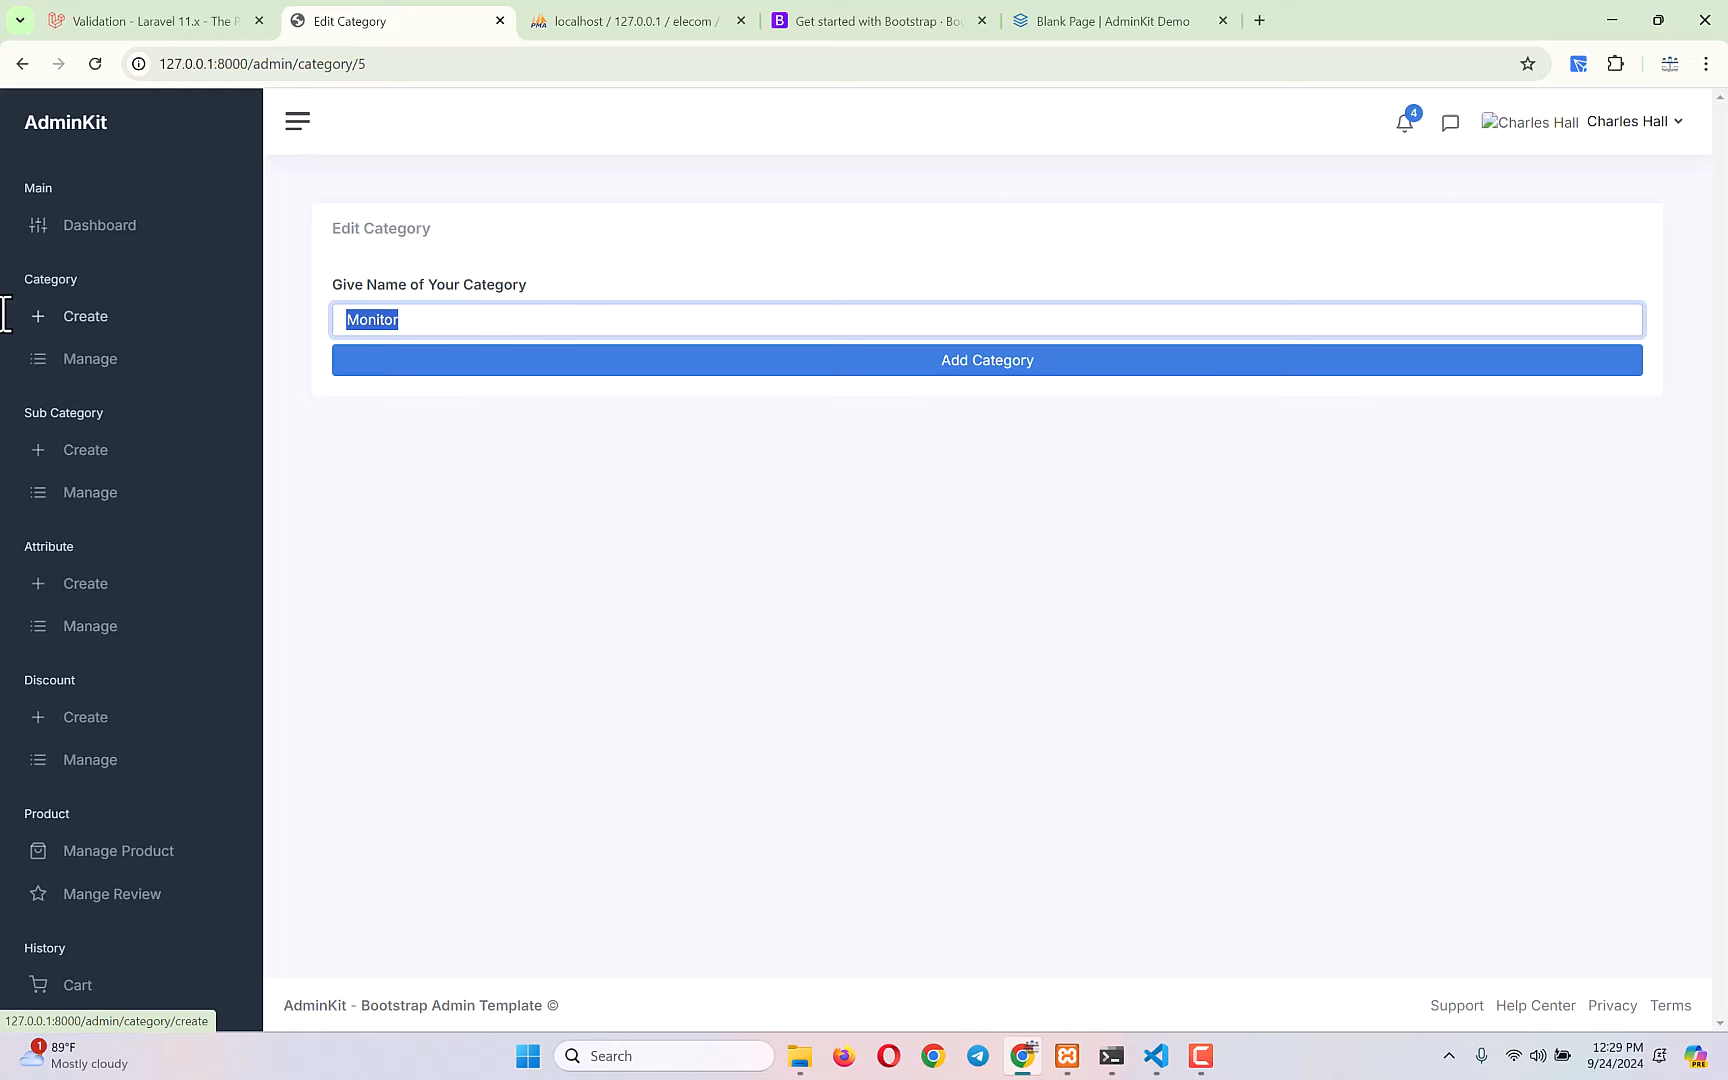 Validation - Laravel 11.x - The P
Edit Category
localhost / 127.0.0.1 / elecom /
Get started with Bootstrap · Bo
Blank Page | AdminKit Demo
127.0.0.1:8000/admin/category/5
AdminKit
4
Charles Hall
Charles Hall
Main
Dashboard
Category
Create
Manage
Sub Category
Create
Manage
Attribute
Create
Manage
Discount
Create
Manage
Product
Manage Product
Mange Review
History
Cart
Edit Category
Give Name of Your Category
Monitor
Add Category
AdminKit - Bootstrap Admin Template ©
Support
Help Center
Privacy
Terms
127.0.0.1:8000/admin/category/create
1
89°F
Mostly cloudy
Search
12:29 PM
9/24/2024
PRE